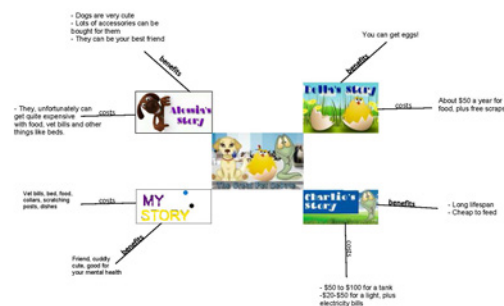 - Dogs are very cute
- Lots of accessories can be
bought for them
- They can be your best friend
benefits
You can get eggs!
benefits
- They, unfortunately can
get quite expensive
with food, vet bills and other
things like beds.
costs
Story
Story
costs
About $50 a year for
food, plus free scraps
The Great Pet Debate
Vet bills, bed, food,
collars, scratching
posts, dishes
costs
MY
STORY
Charlie's
Story
benefits
- Long lifespan
- Cheap to feed
benefits
Friend, cuddly
cute, good for
your mental health
costs
- $50 to $100 for a tank
-$20-$50 for a light, plus
electricity bills